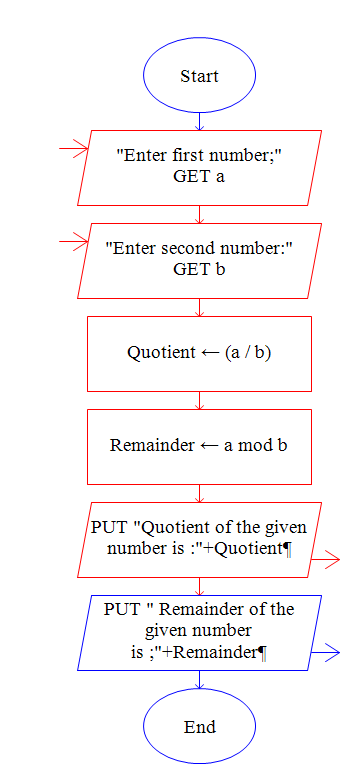 Start
"Enter first number;"
GET a
"Enter second number:"
GET b
Quotient ← (a / b)
Remainder ← a mod b
PUT "Quotient of the given
number is :"+Quotient¶
PUT " Remainder of the
given number
is ;"+Remainder¶
End